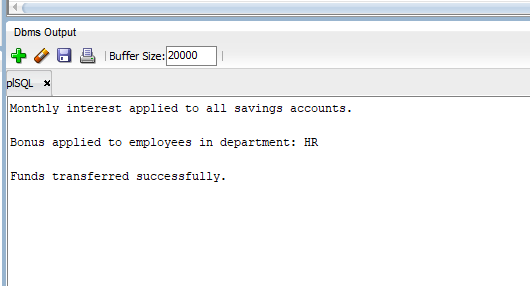 Dbms Output
Buffer Size: 20000
plSQL
Monthly interest applied to all savings accounts.
Bonus applied to employees in department: HR
Funds transferred successfully.